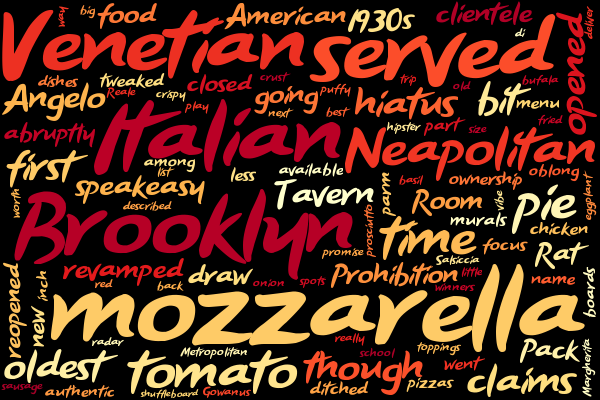 big
food
American
1930s
clientele
deliver
Venetian
served
di
opened
dishes
tweaked
closed
crust
trip
old
bufala
Angelo
Reale
crispy
play
going
puffy
hiatus
bit
menu
next
best
fried
abruptly
Italian
hipster
part
size
Neapolitan
first
among
list
less
available
basil
ownership
oblong
speakeasy
Tavern
parm
Room
vibe
pie
eggplant
worth
described
murals
chicken
Brooklyn
prosciutto
time
focus
Rat
promise
Salsiccia
revamped
draw
Prohibition
little
name
boards
red
back
onion
spots
winners
reopened
new
inch
mozzarella
radar
Metropolitan
really
school
toppings
Pack
Margherita
oldest
tomato
though
went
claims
sausage
authentic
shuffleboard
Gowanus
ditched
pizzas